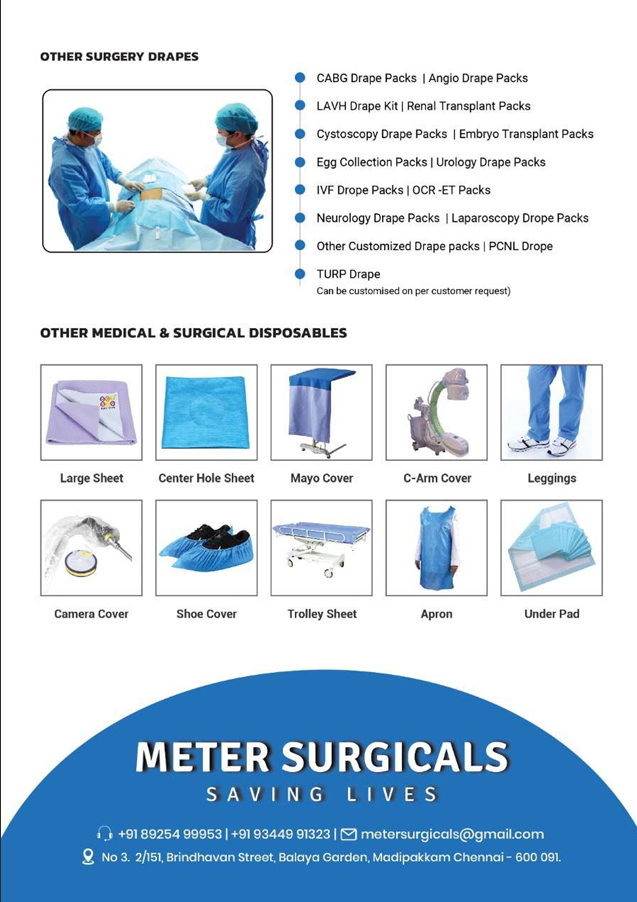 OTHER SURGERY DRAPES
CABG Drape Packs | Angio Drape Packs
LAVH Drape Kit | Renal Transplant Packs
Cystoscopy Drape Packs | Embryo Transplant Packs
Egg Collection Packs | Urology Drape Packs
IVF Drope Packs | OCR -ET Packs
Neurology Drape Packs | Laparoscopy Drope Packs
Other Customized Drape packs | PCNL Drope
TURP Drape
Can be customised on per customer request)
OTHER MEDICAL & SURGICAL DISPOSABLES
Large Sheet
Center Hole Sheet
Mayo Cover
C-Arm Cover
Leggings
Camera Cover
Shoe Cover
Trolley Sheet
Apron
Under Pad
METER SURGICALS
SAVING LIVES
+91 89254 99953 | +91 93449 91323 | metersurgicals@gmail.com
No 3. 2/151, Brindhavan Street, Balaya Garden, Madipakkam Chennai - 600 091.